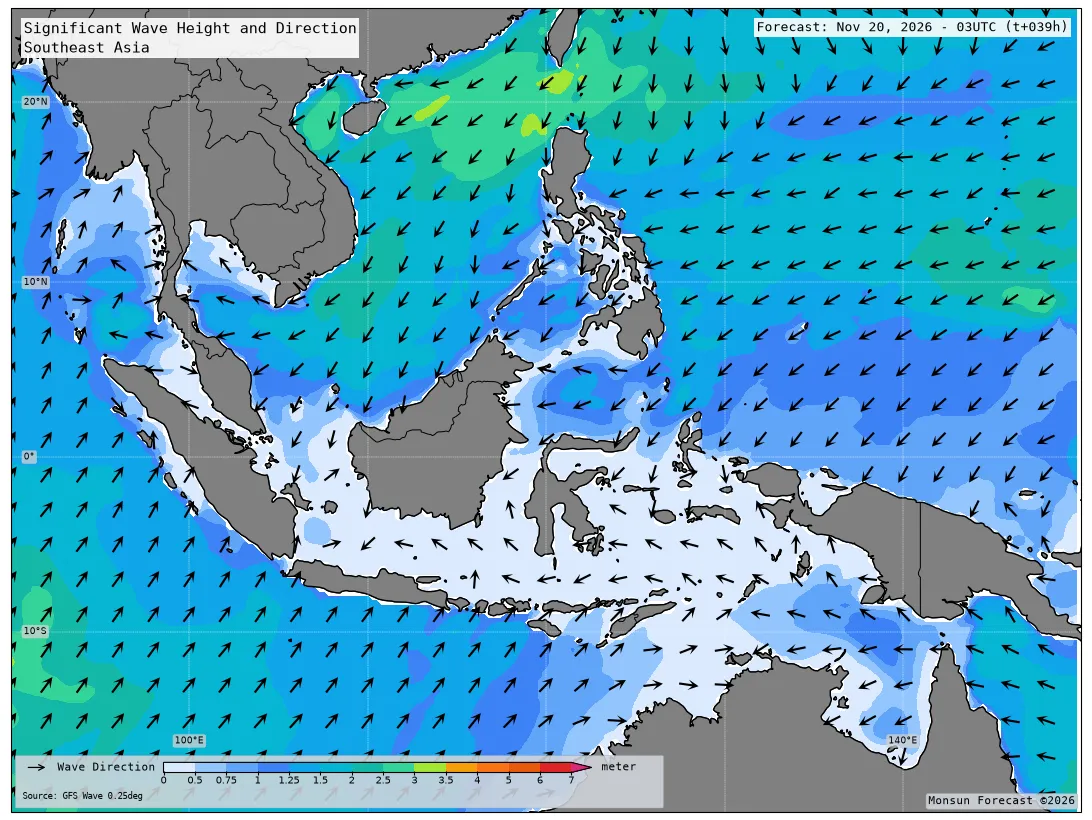 Significant Wave Height and Direction
Southeast Asia
Forecast: Nov 20, 2026 - 03UTC (t+039h)
20°N
10°N
0°
10°S
100°E
140°E
Wave Direction
meter
0 0.5 0.75 1 1.25 1.5 2 2.5 3 3.5 4 5 6 7
Source: GFS Wave 0.25deg
Monsun Forecast ©2026